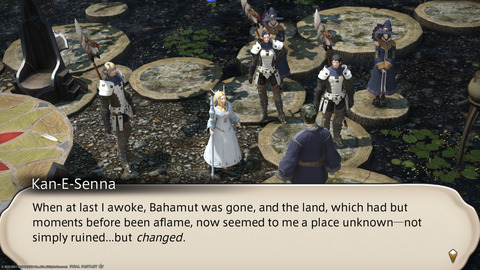 Kan-E-Senna
When at last I awoke, Bahamut was gone, and the land, which had but
moments before been aflame, now seemed to me a place unknown─not
simply ruined...but changed.